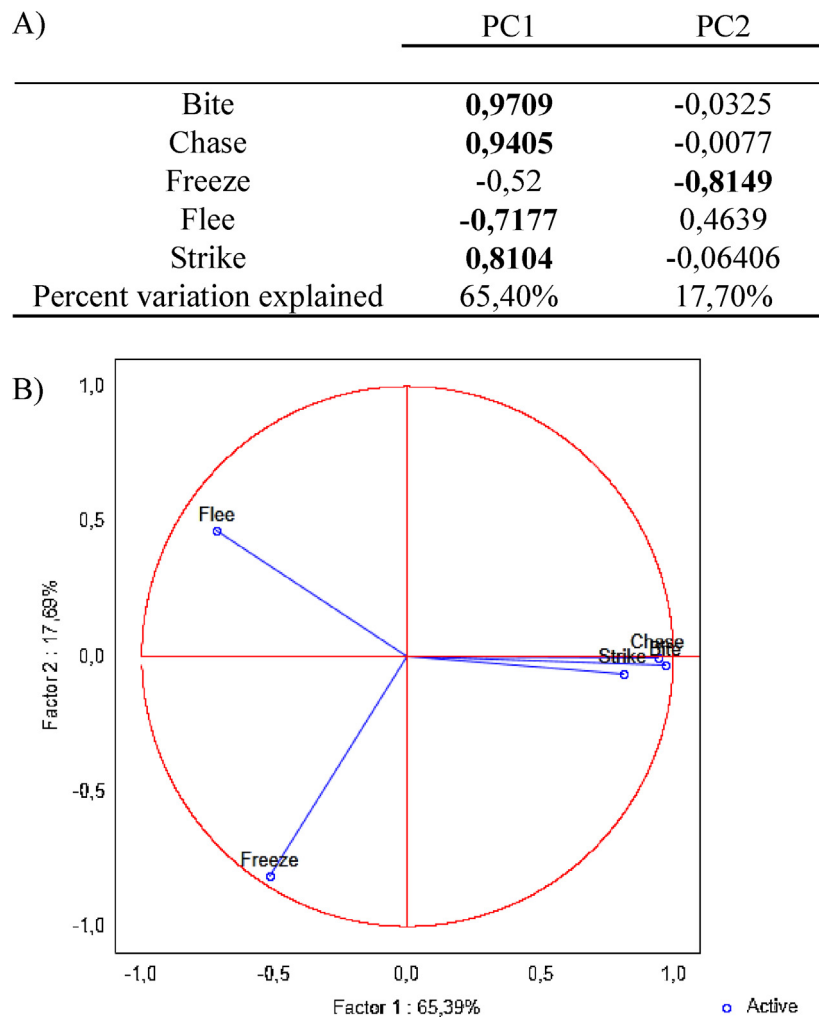 A)
PC1 PC2
Bite 0,9709 -0,0325
Chase 0,9405 -0,0077
Freeze -0,52 -0,8149
Flee -0,7177 0,4639
Strike 0,8104 -0,06406
Percent variation explained 65,40% 17,70%
B)
1,0
Flee
0,5
Chase
Strike Bite
0,0
Factor 2 : 17,69%
-0,5
Freeze
-1,0
-1,0 -0,5 0,0 0,5 1,0
Factor 1 : 65,39%
Active